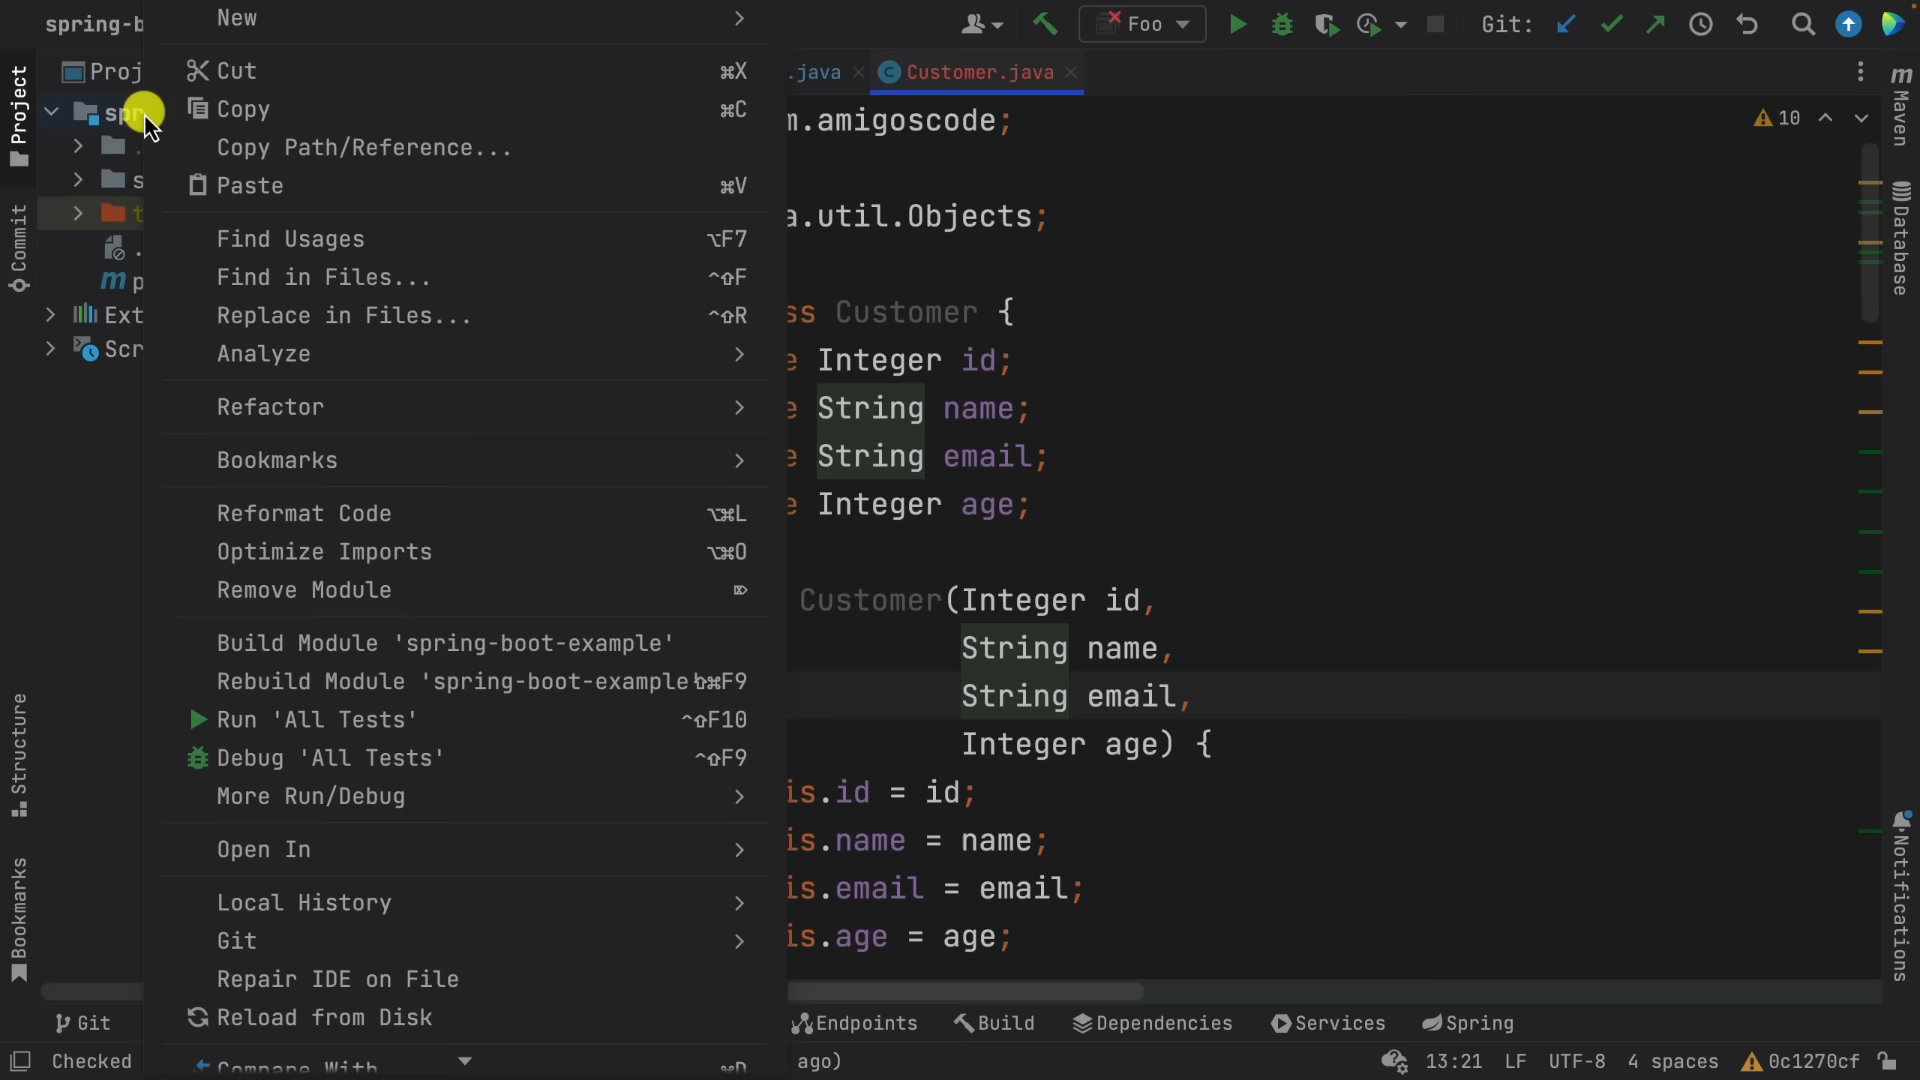 spring-b
New
Foo
Git:
Proj
Cut ⌘X
.java
Customer.java
Project
spr
Copy ⌘C
m.amigoscode;
10
Maven
Copy Path/Reference...
s
Paste ⌘V
t
a.util.Objects;
Database
Commit
Find Usages ⌥F7
.
Find in Files... ^⇧F
p
Replace in Files... ^⇧R
ss Customer {
Ext
Analyze
Scr
e Integer id;
Refactor
e String name;
Bookmarks
e String email;
Reformat Code ⌥⌘L
e Integer age;
Optimize Imports ⌥⌘O
Remove Module ⌦
Customer(Integer id,
Build Module 'spring-boot-example'
String name,
Rebuild Module 'spring-boot-example' ⇧⌘F9
String email,
Run 'All Tests' ^⇧F10
Integer age) {
Structure
Debug 'All Tests' ^⇧F9
More Run/Debug
is.id = id;
Open In
is.name = name;
Bookmarks
Local History
is.email = email;
Notifications
Git
is.age = age;
Repair IDE on File
Reload from Disk
Git
Endpoints
Build
Dependencies
Services
Spring
Checked
Compare With ⌘D
ago)
13:21 LF UTF-8 4 spaces 0c1270cf